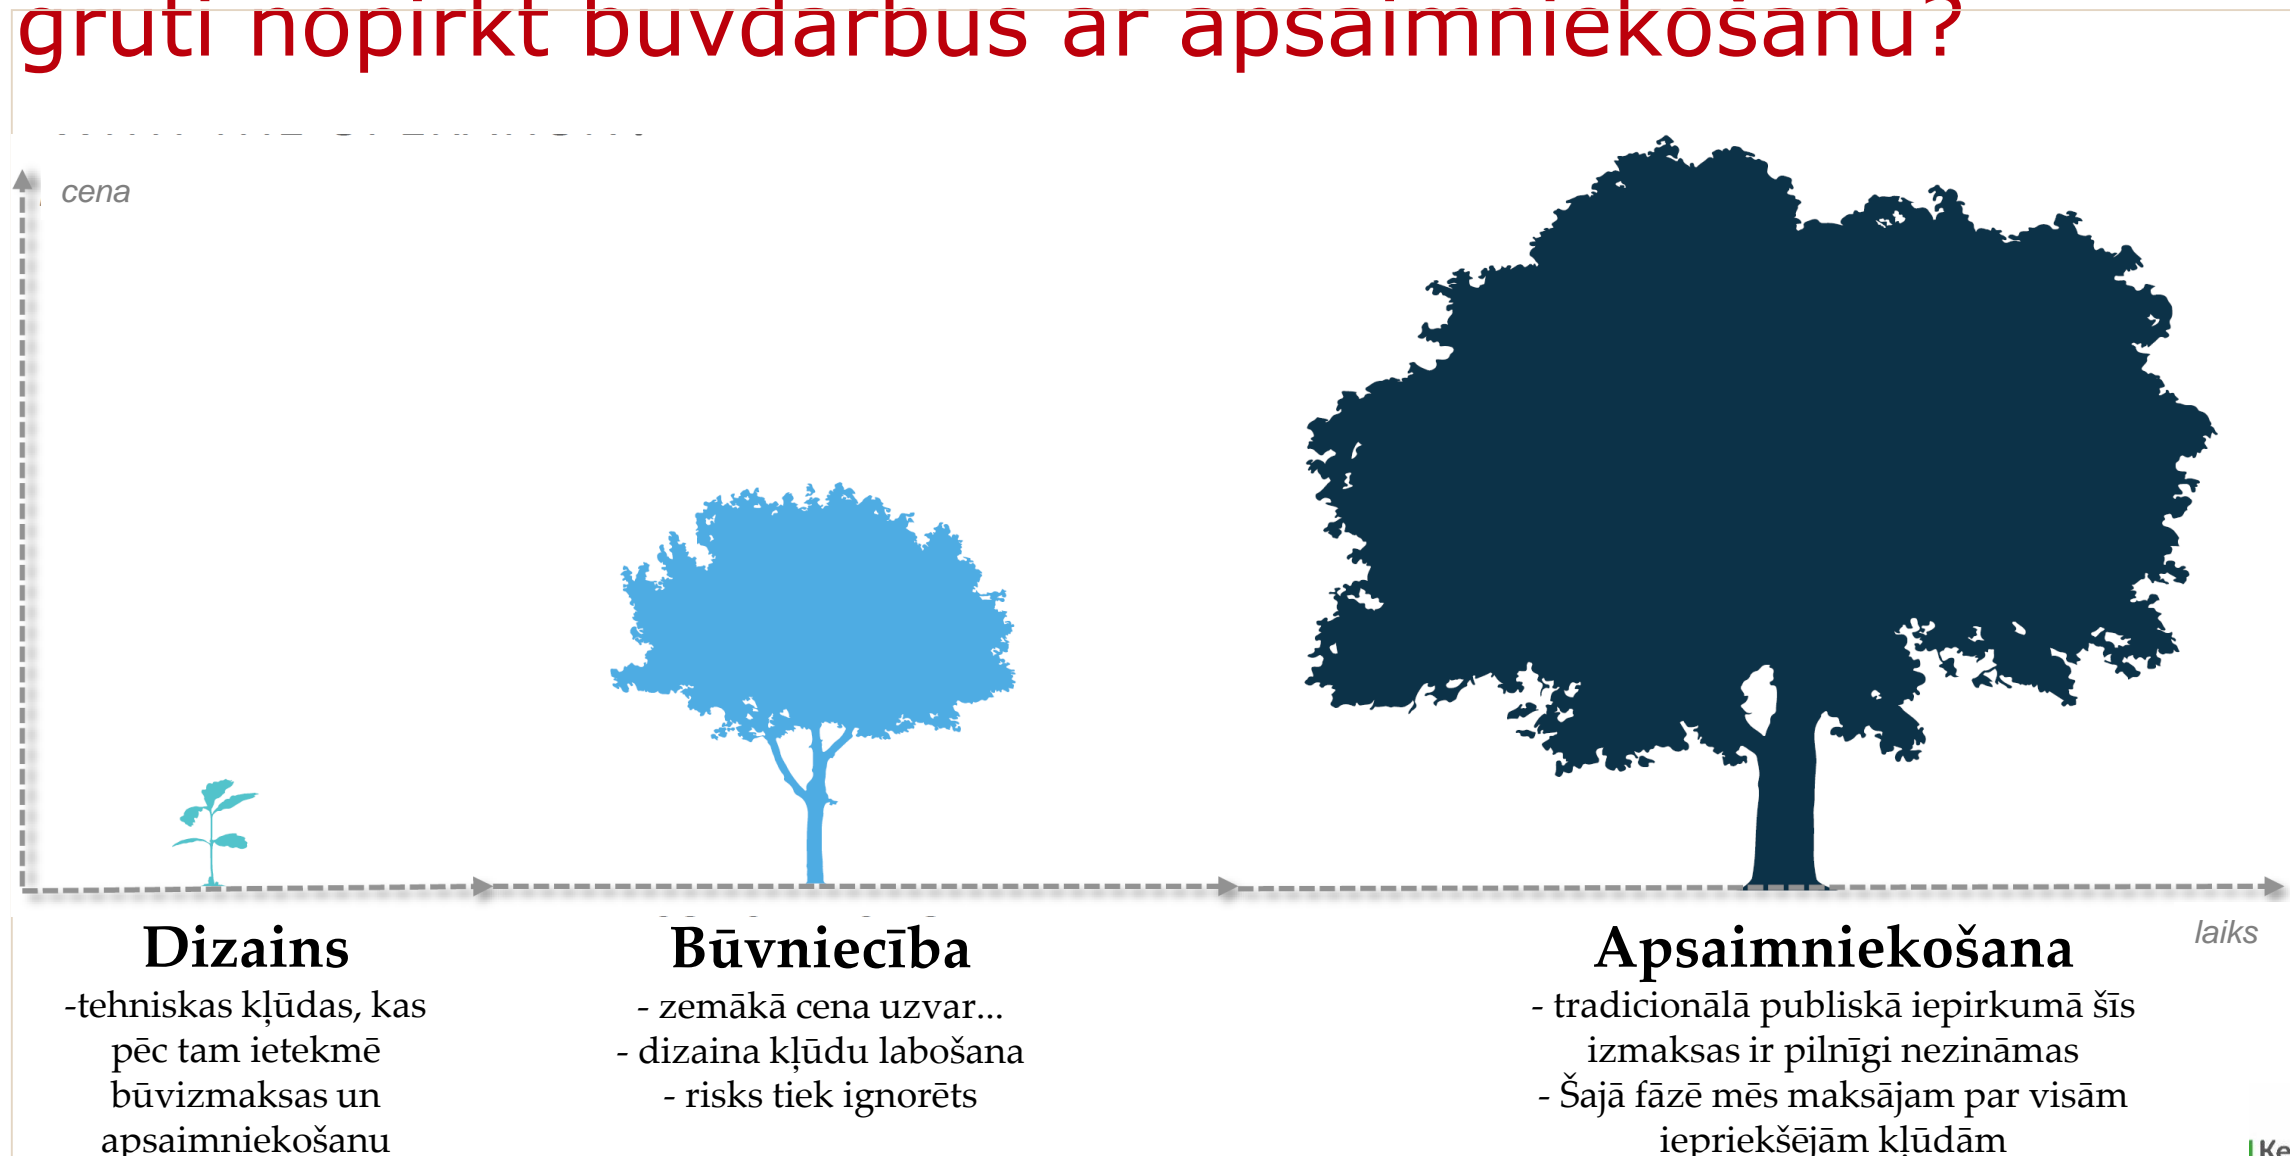 grūti nopirkt būvdarbus ar apsaimniekošanu?
cena
laiks
Dizains
-tehniskas kļūdas, kas
pēc tam ietekmē
būvizmaksas un
apsaimniekošanu
Būvniecība
- zemākā cena uzvar...
- dizaina kļūdu labošana
- risks tiek ignorēts
Apsaimniekošana
- tradicionālā publiskā iepirkumā šīs
izmaksas ir pilnīgi nezināmas
- Šajā fāzē mēs maksājam par visām
iepriekšējām kļūdām
Ke